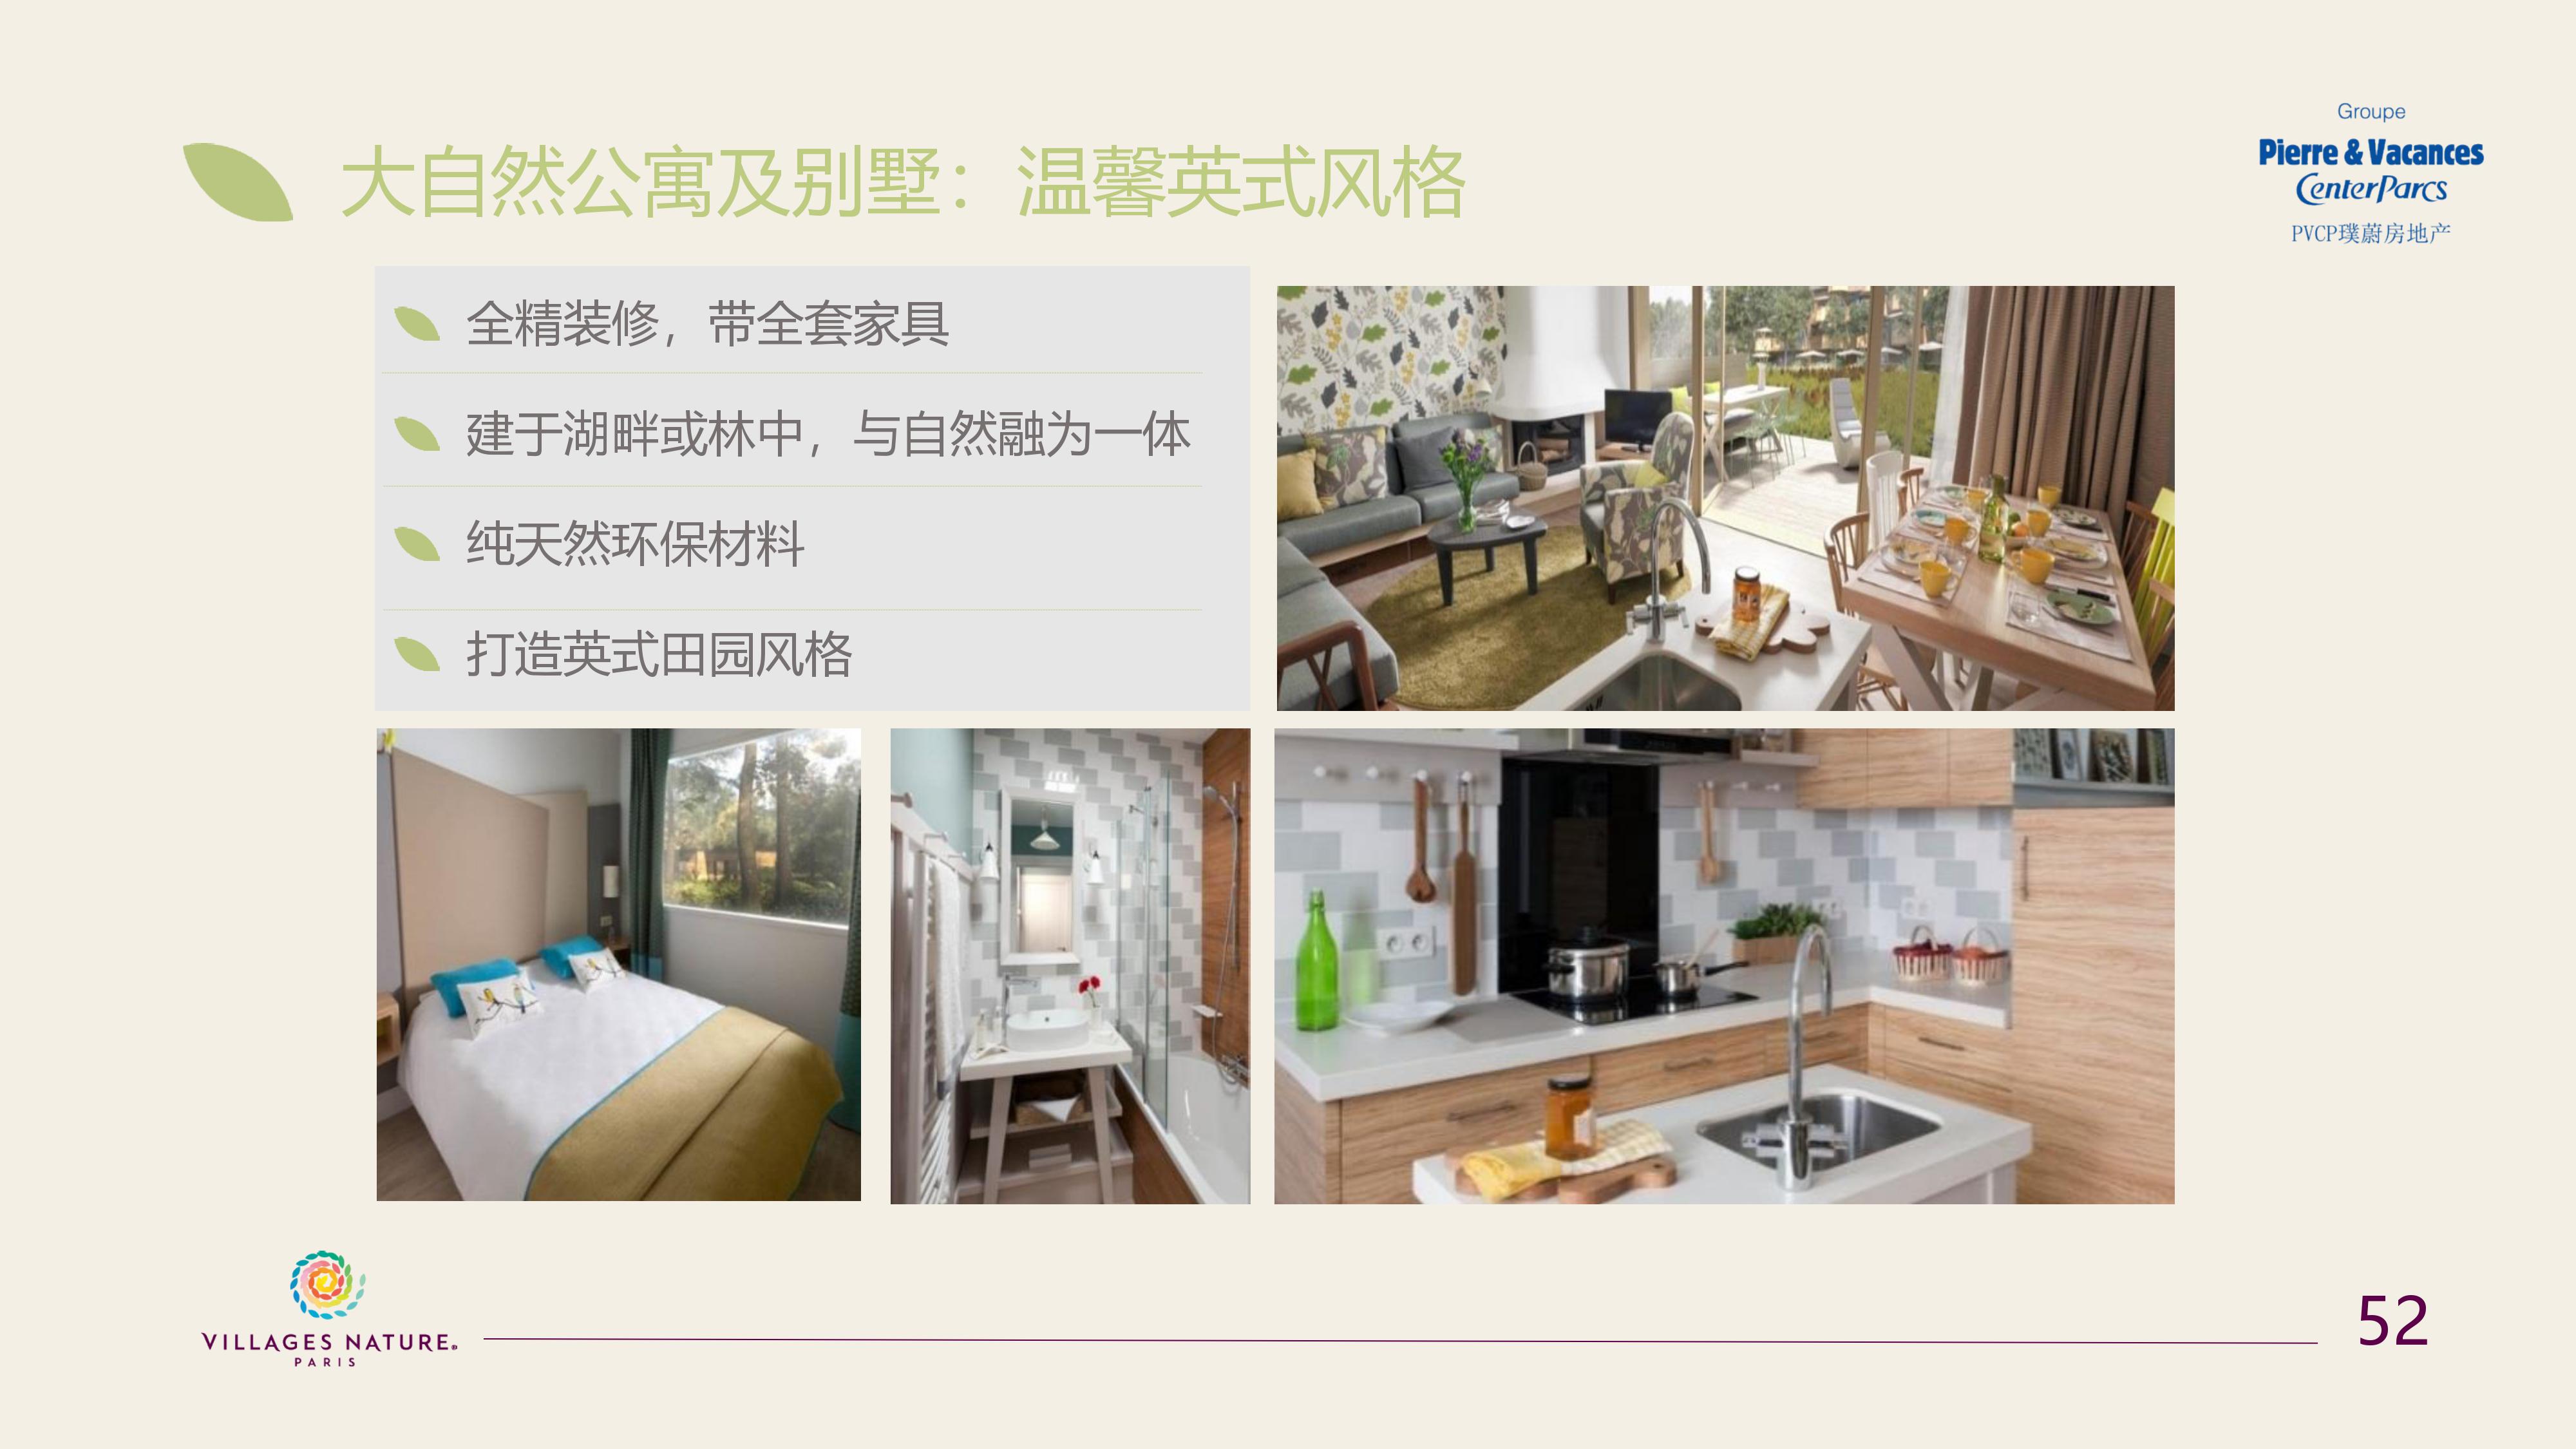 Groupe
Pierre & Vacances
CenterParcs
PVCP璞蔚房地产
大自然公寓及别墅：温馨英式风格
全精装修，带全套家具
建于湖畔或林中，与自然融为一体
纯天然环保材料
打造英式田园风格
VILLAGES NATURE®
PARIS
52